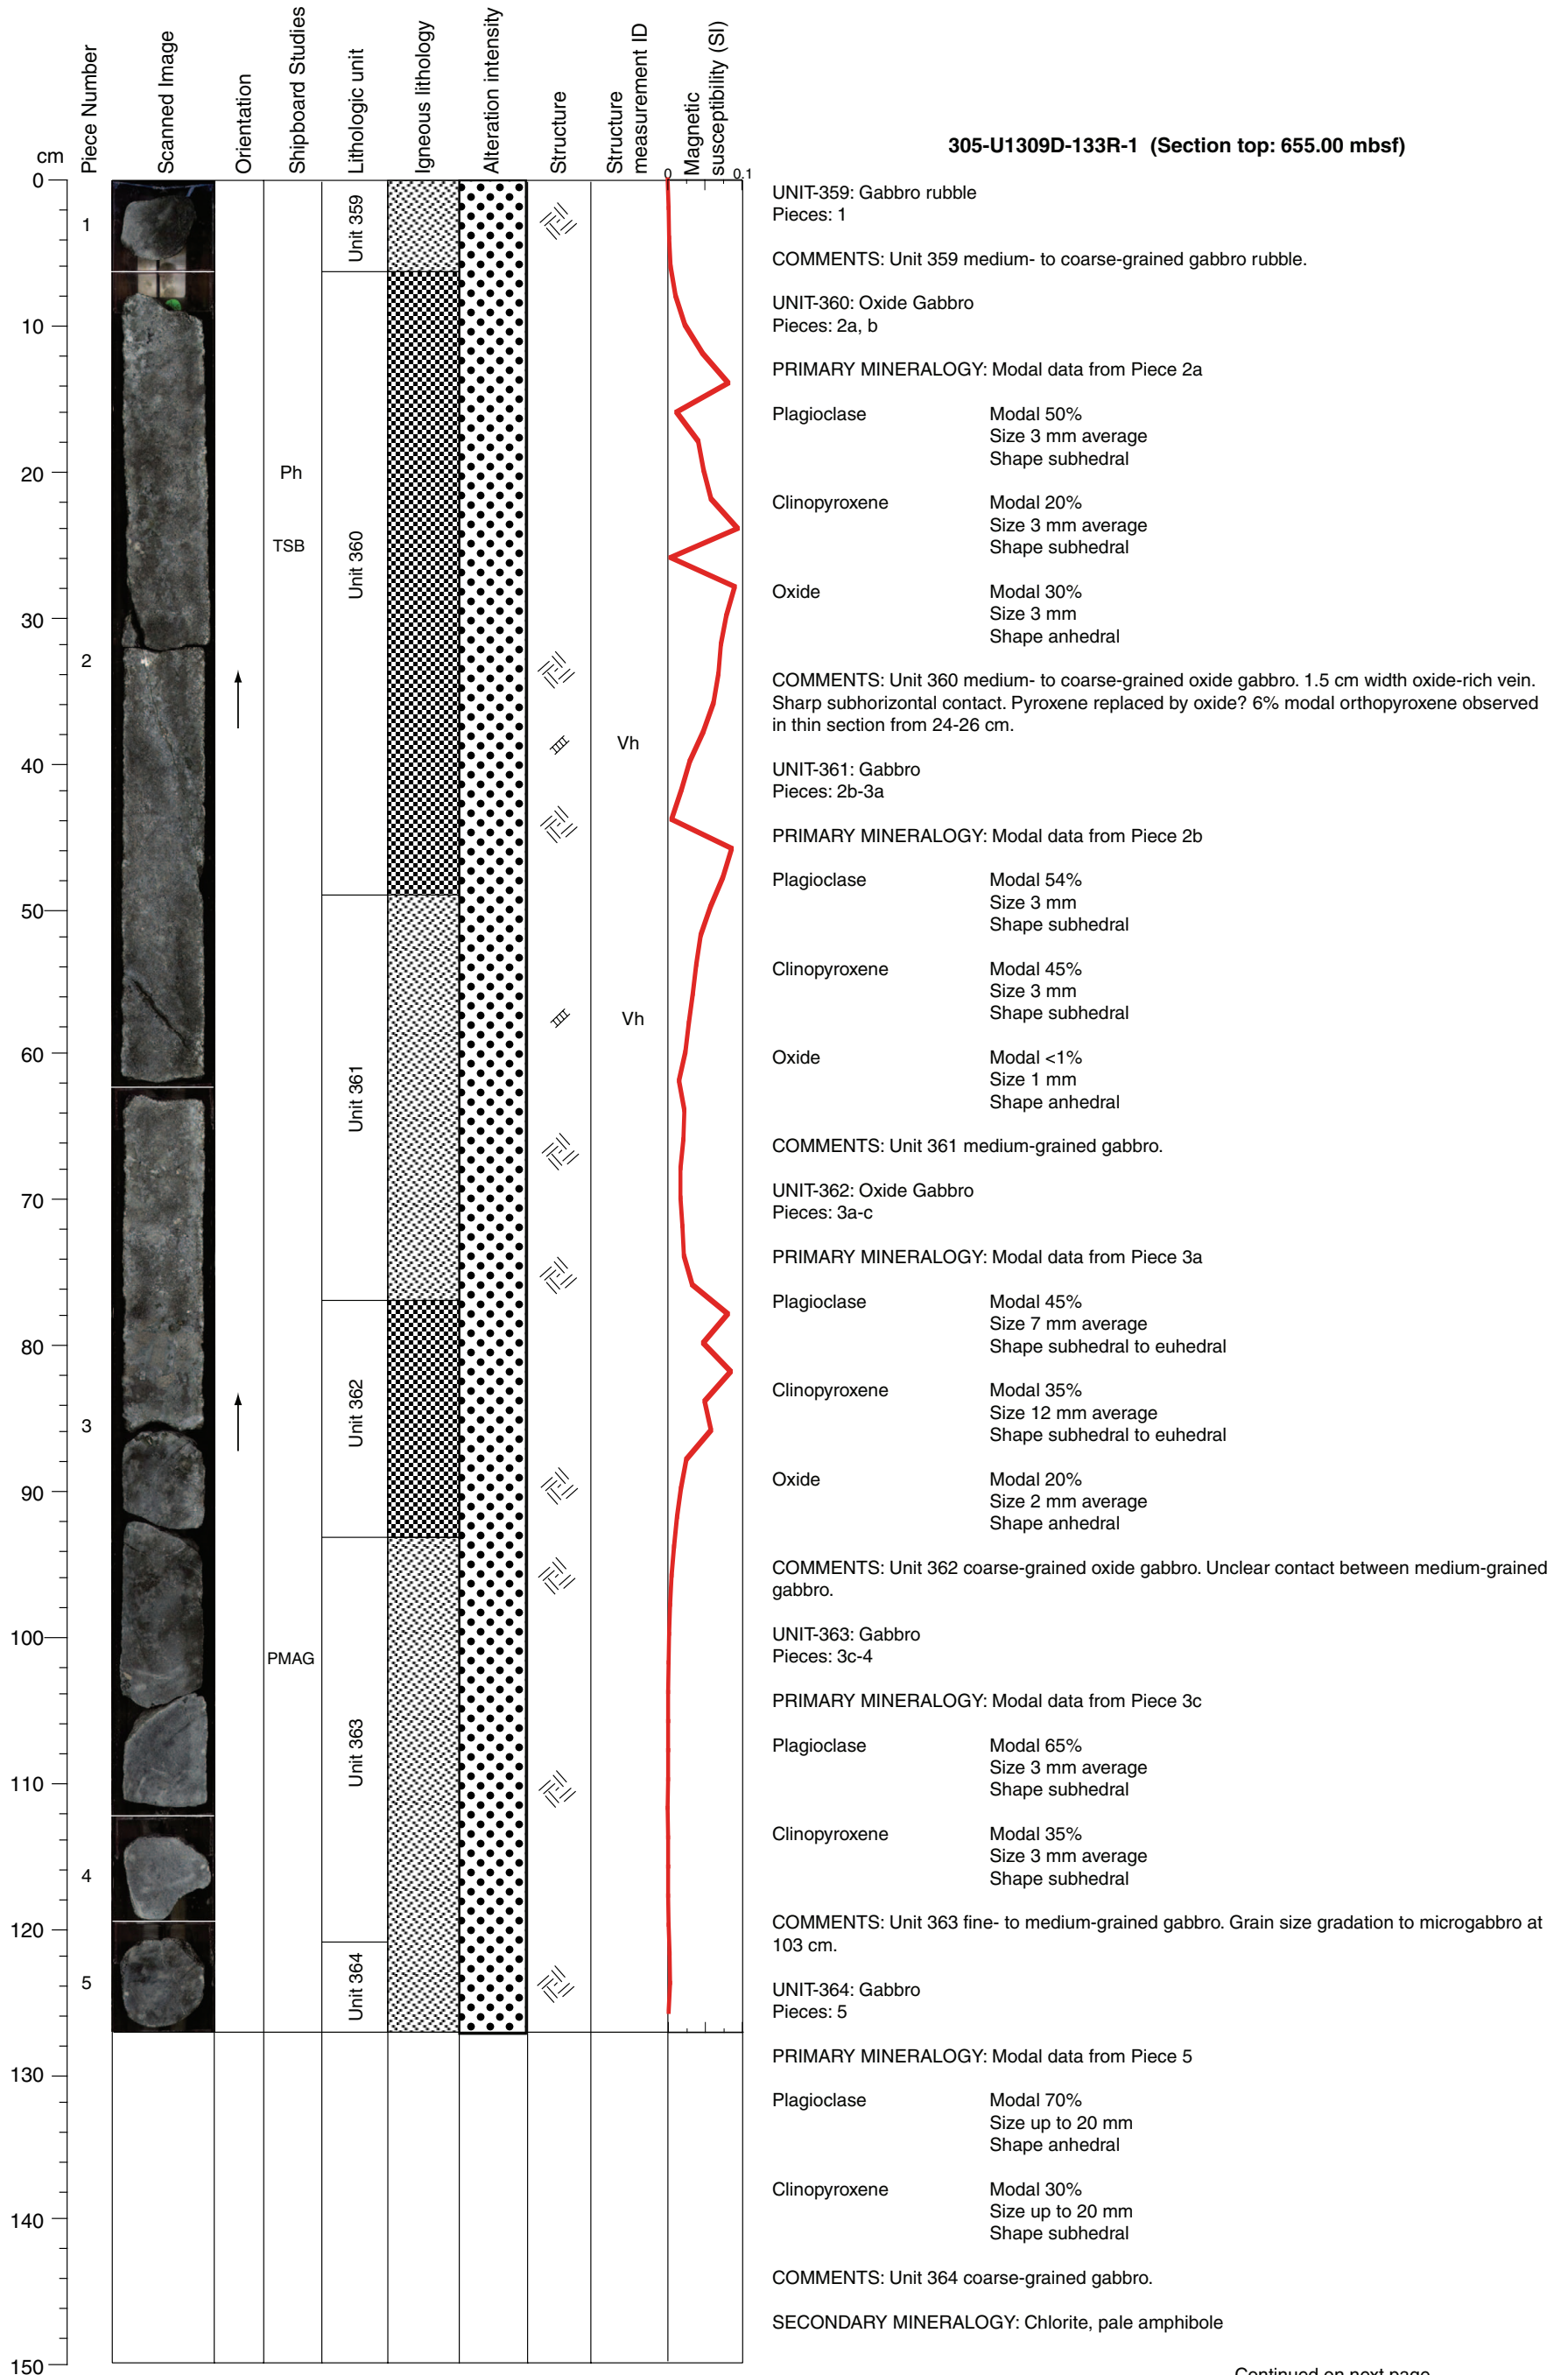 cm
Piece Number
Scanned Image
Orientation
Shipboard Studies
Lithologic unit
Igneous lithology
Alteration intensity
Structure
Structure
measurement ID
Magnetic
susceptibility (SI)
0 0.1
0
10
20
30
40
50
60
70
80
90
100
110
120
130
140
150
1
2
3
4
5
Ph
TSB
PMAG
Unit 359
Unit 360
Unit 361
Unit 362
Unit 363
Unit 364
Vh
Vh
305-U1309D-133R-1 (Section top: 655.00 mbsf)
UNIT-359: Gabbro rubble
Pieces: 1
COMMENTS: Unit 359 medium- to coarse-grained gabbro rubble.
UNIT-360: Oxide Gabbro
Pieces: 2a, b
PRIMARY MINERALOGY: Modal data from Piece 2a
Plagioclase Modal 50%
Size 3 mm average
Shape subhedral
Clinopyroxene Modal 20%
Size 3 mm average
Shape subhedral
Oxide Modal 30%
Size 3 mm
Shape anhedral
COMMENTS: Unit 360 medium- to coarse-grained oxide gabbro. 1.5 cm width oxide-rich vein.
Sharp subhorizontal contact. Pyroxene replaced by oxide? 6% modal orthopyroxene observed
in thin section from 24-26 cm.
UNIT-361: Gabbro
Pieces: 2b-3a
PRIMARY MINERALOGY: Modal data from Piece 2b
Plagioclase Modal 54%
Size 3 mm
Shape subhedral
Clinopyroxene Modal 45%
Size 3 mm
Shape subhedral
Oxide Modal <1%
Size 1 mm
Shape anhedral
COMMENTS: Unit 361 medium-grained gabbro.
UNIT-362: Oxide Gabbro
Pieces: 3a-c
PRIMARY MINERALOGY: Modal data from Piece 3a
Plagioclase Modal 45%
Size 7 mm average
Shape subhedral to euhedral
Clinopyroxene Modal 35%
Size 12 mm average
Shape subhedral to euhedral
Oxide Modal 20%
Size 2 mm average
Shape anhedral
COMMENTS: Unit 362 coarse-grained oxide gabbro. Unclear contact between medium-grained
gabbro.
UNIT-363: Gabbro
Pieces: 3c-4
PRIMARY MINERALOGY: Modal data from Piece 3c
Plagioclase Modal 65%
Size 3 mm average
Shape subhedral
Clinopyroxene Modal 35%
Size 3 mm average
Shape subhedral
COMMENTS: Unit 363 fine- to medium-grained gabbro. Grain size gradation to microgabbro at
103 cm.
UNIT-364: Gabbro
Pieces: 5
PRIMARY MINERALOGY: Modal data from Piece 5
Plagioclase Modal 70%
Size up to 20 mm
Shape anhedral
Clinopyroxene Modal 30%
Size up to 20 mm
Shape subhedral
COMMENTS: Unit 364 coarse-grained gabbro.
SECONDARY MINERALOGY: Chlorite, pale amphibole
Continued on next page